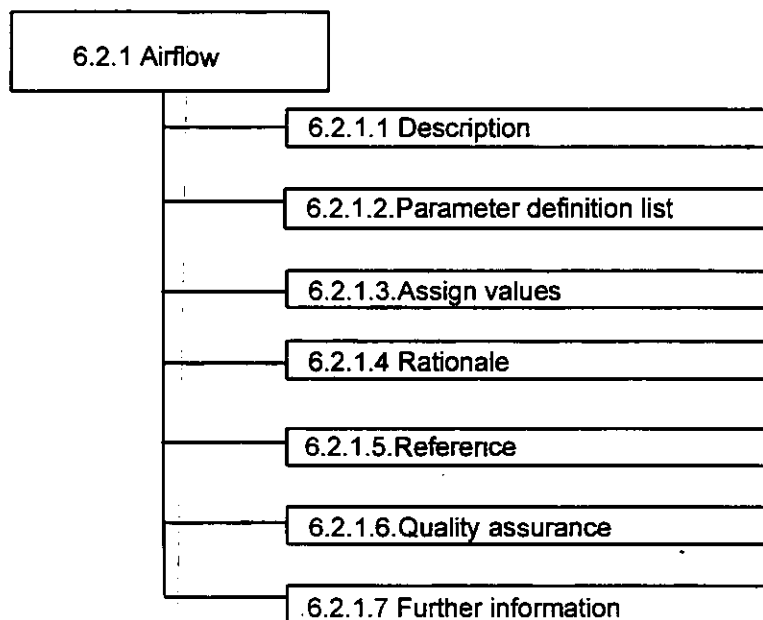 6.2.1 Airflow
6.2.1.1 Description
6.2.1.2.Parameter definition list
6.2.1.3.Assign values
6.2.1.4 Rationale
6.2.1.5.Reference
6.2.1.6.Quality assurance
6.2.1.7 Further information